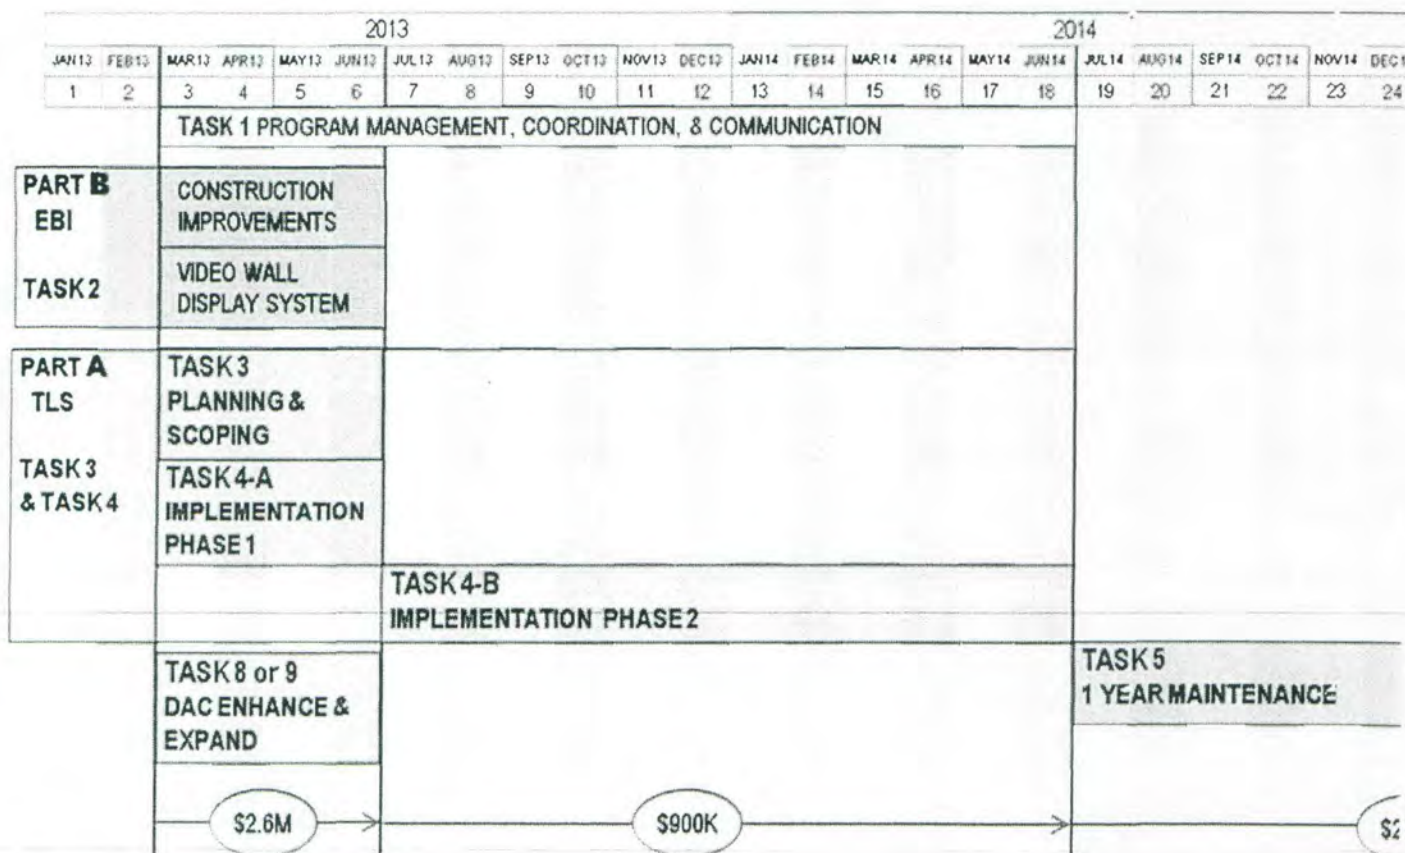 2013 2014
JAN13 FEB13 MAR13 APR13 MAY13 JUN13 JUL13 AUG13 SEP13 OCT13 NOV13 DEC13 JAN14 FEB14 MAR14 APR14 MAY14 JUN14 JUL14 AUG14 SEP14 OCT14 NOV14 DEC1
1 2 3 4 5 6 7 8 9 10 11 12 13 14 15 16 17 18 19 20 21 22 23 24
TASK 1 PROGRAM MANAGEMENT, COORDINATION, & COMMUNICATION
PART B
EBI
TASK 2
CONSTRUCTION
IMPROVEMENTS
VIDEO WALL
DISPLAY SYSTEM
PART A
TLS
TASK 3
& TASK 4
TASK 3
PLANNING &
SCOPING
TASK 4-A
IMPLEMENTATION
PHASE 1
TASK 4-B
IMPLEMENTATION PHASE 2
TASK 8 or 9
DAC ENHANCE &
EXPAND
TASK 5
1 YEAR MAINTENANCE
$2.6M $900K